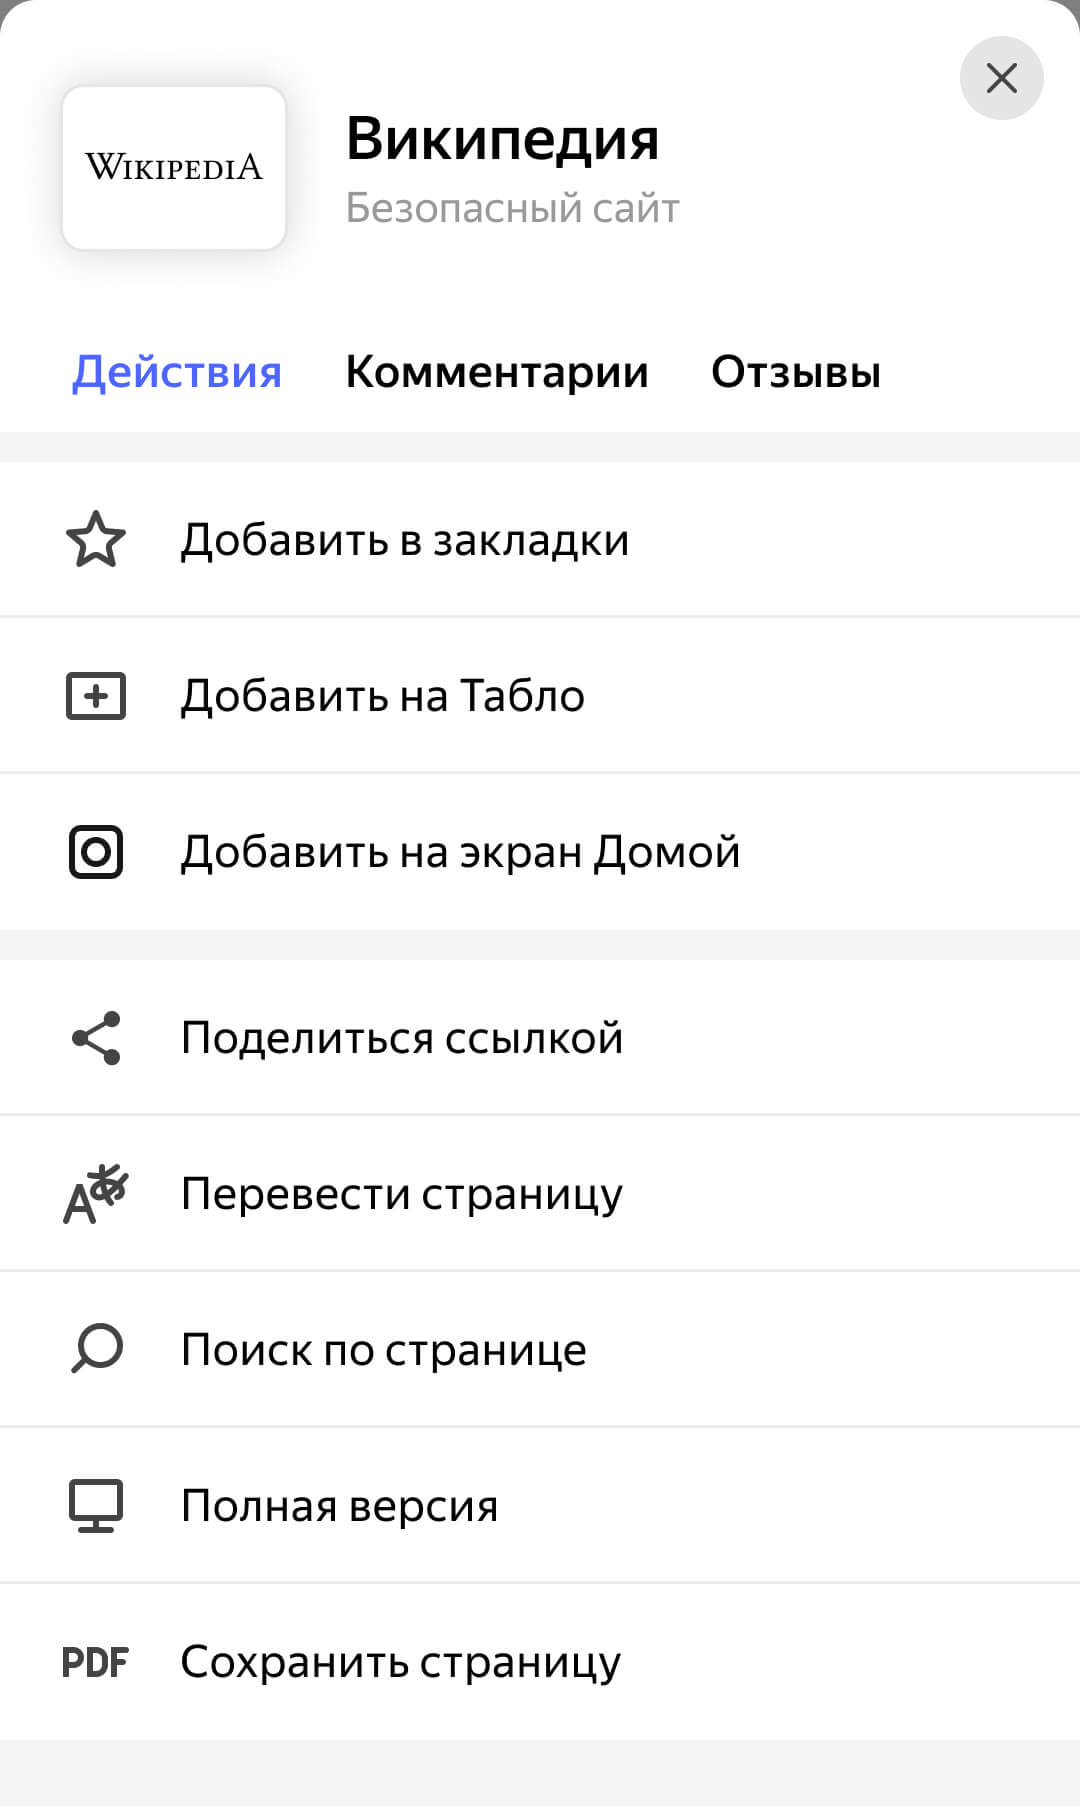 WIKIPEDIA
Википедия
Безопасный сайт
Действия Комментарии Отзывы
Добавить в закладки
Добавить на Табло
Добавить на экран Домой
Поделиться ссылкой
Перевести страницу
Поиск по странице
Полная версия
PDF Сохранить страницу